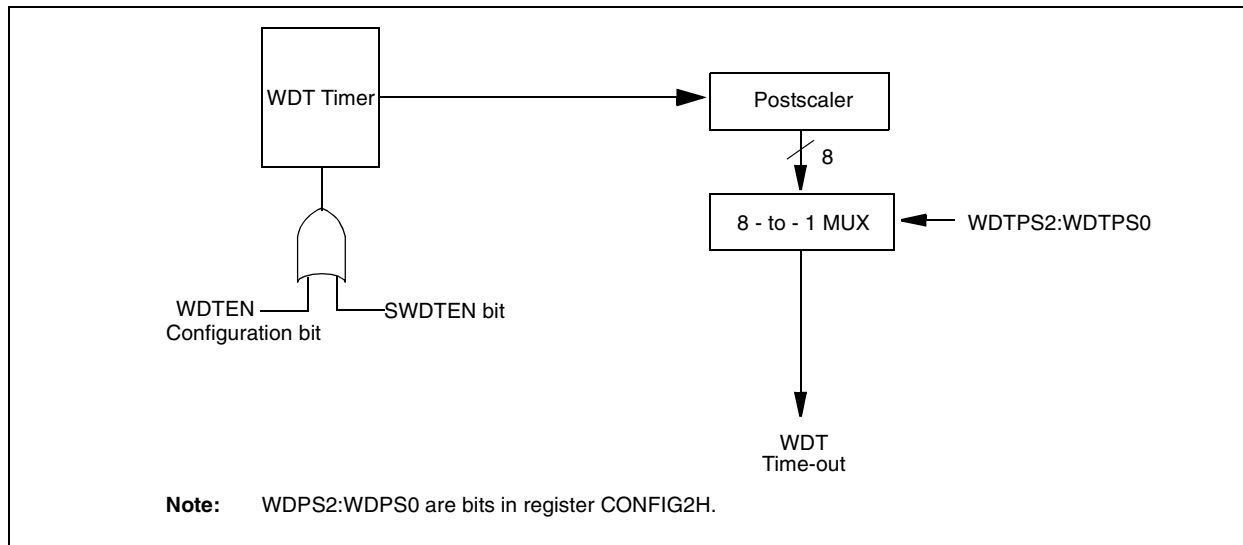 WDT Timer
Postscaler
8
8 - to - 1 MUX
WDTPS2:WDTPS0
WDTEN
Configuration bit
SWDTEN bit
WDT
Time-out
Note: WDPS2:WDPS0 are bits in register CONFIG2H.